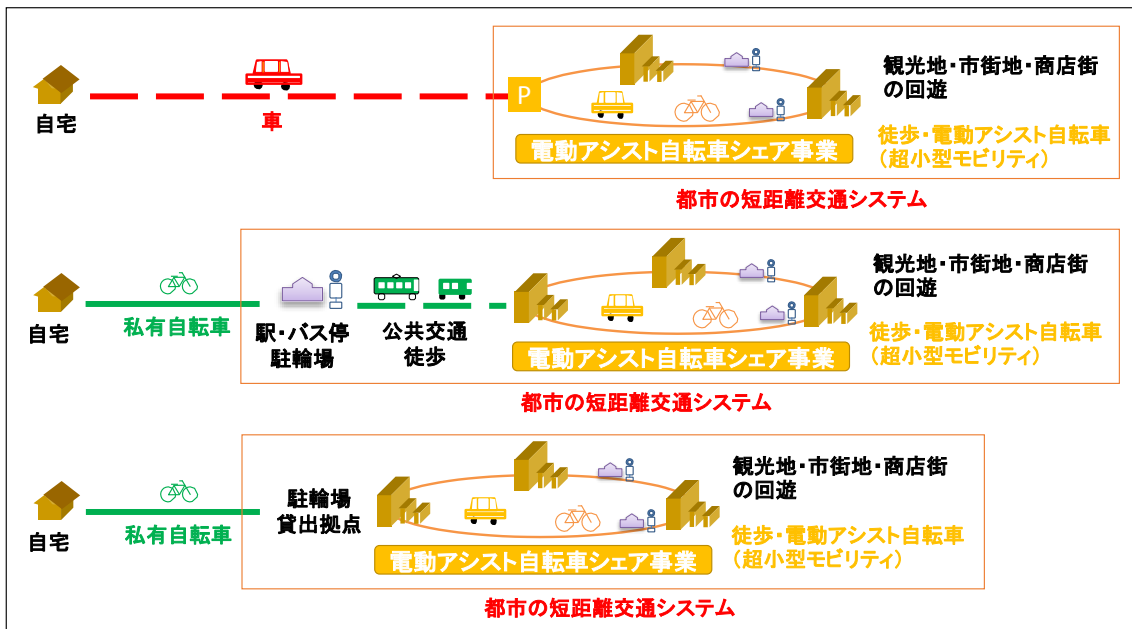 自宅
車
P
電動アシスト自転車シェア事業
観光地・市街地・商店街
の回遊
徒歩・電動アシスト自転車
(超小型モビリティ)
都市の短距離交通システム
自宅
私有自転車
駅・バス停
駐輪場
公共交通
徒歩
電動アシスト自転車シェア事業
観光地・市街地・商店街
の回遊
徒歩・電動アシスト自転車
(超小型モビリティ)
都市の短距離交通システム
自宅
私有自転車
駐輪場
貸出拠点
電動アシスト自転車シェア事業
観光地・市街地・商店街
の回遊
徒歩・電動アシスト自転車
(超小型モビリティ)
都市の短距離交通システム